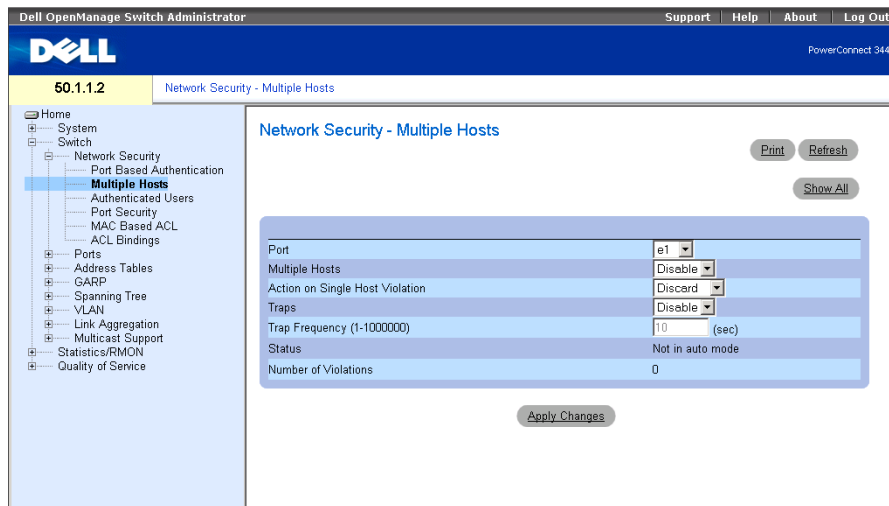 Dell OpenManage Switch Administrator
Support | Help | About | Log Out
DELL
PowerConnect 344
50.1.1.2
Network Security - Multiple Hosts
Home
System
Switch
Network Security
Port Based Authentication
Multiple Hosts
Authenticated Users
Port Security
MAC Based ACL
ACL Bindings
Ports
Address Tables
GARP
Spanning Tree
VLAN
Link Aggregation
Multicast Support
Statistics/RMON
Quality of Service
Network Security - Multiple Hosts
Print Refresh
Show All
Port e1
Multiple Hosts Disable
Action on Single Host Violation Discard
Traps Disable
Trap Frequency (1-1000000) 10 (sec)
Status Not in auto mode
Number of Violations 0
Apply Changes